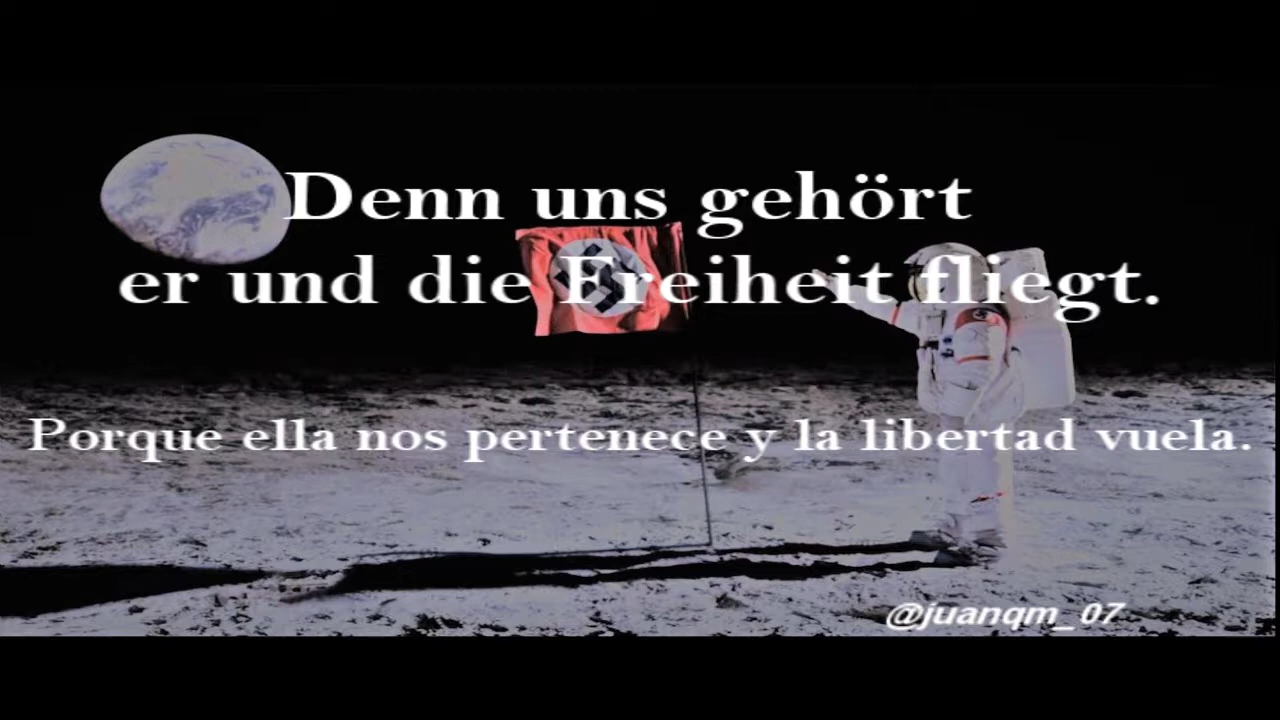 Denn uns gehört
er und die Freiheit fliegt.
Porque ella nos pertenece y la libertad vuela.
@juanqm_07